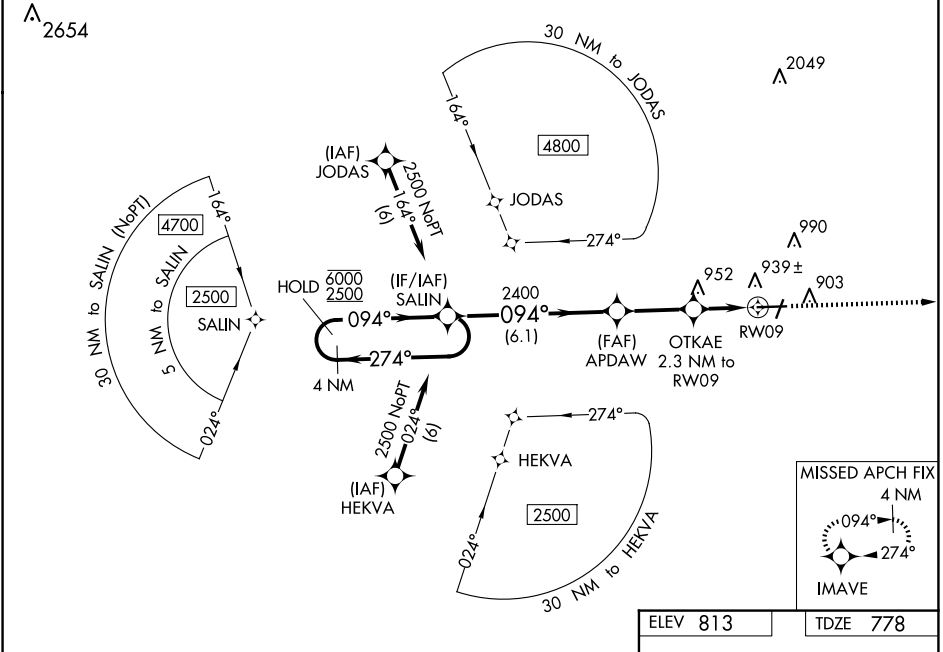 2654
30 NM to JODAS
164°
4800
JODAS
274°
2049
(IAF)
JODAS
2500 NoPT
164°
(6)
30 NM to SALIN (NoPT)
4700
164°
5 NM to SALIN
2500
SALIN
024°
HOLD 6000
2500
094°
274°
4 NM
(IF/IAF)
SALIN
2400
094°
(6.1)
(FAF)
APDAW
952
OTKAE
2.3 NM to
RW09
939±
990
903
RW09
2500 NoPT
024°
(6)
(IAF)
HEKVA
274°
HEKVA
2500
024°
30 NM to HEKVA
MISSED APCH FIX
4 NM
094°
274°
IMAVE
ELEV 813
TDZE 778